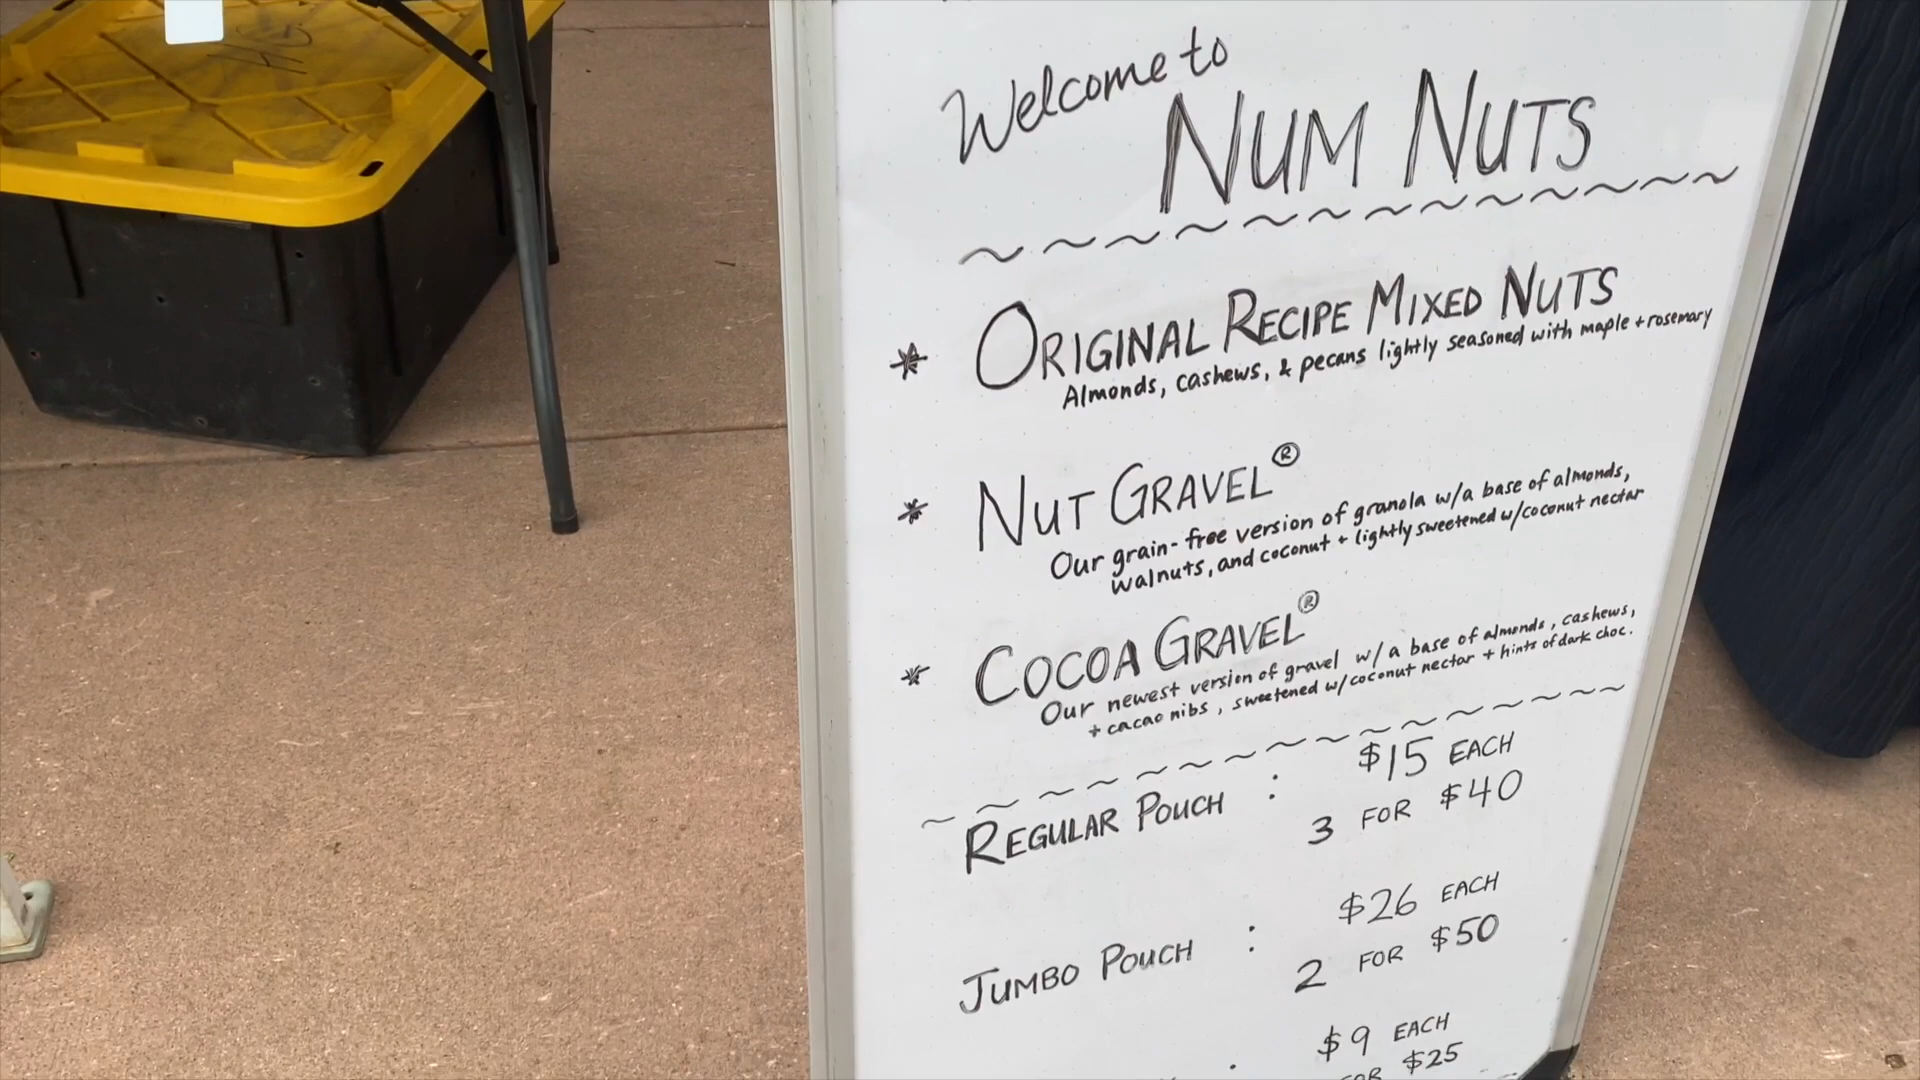 Welcome to
NUM NUTS
* ORIGINAL RECIPE MIXED NUTS
Almonds, cashews, & pecans lightly seasoned with maple + rosemary
* NUT GRAVEL®
Our grain-free version of granola w/a base of almonds,
walnuts, and coconut + lightly sweetened w/coconut nectar
* COCOA GRAVEL®
Our newest version of gravel w/a base of almonds, cashews,
+ cacao nibs, sweetened w/coconut nectar + hints of dark choc.
REGULAR POUCH : $15 EACH
3 FOR $40
JUMBO POUCH : $26 EACH
2 FOR $50
: $9 EACH
FOR $25